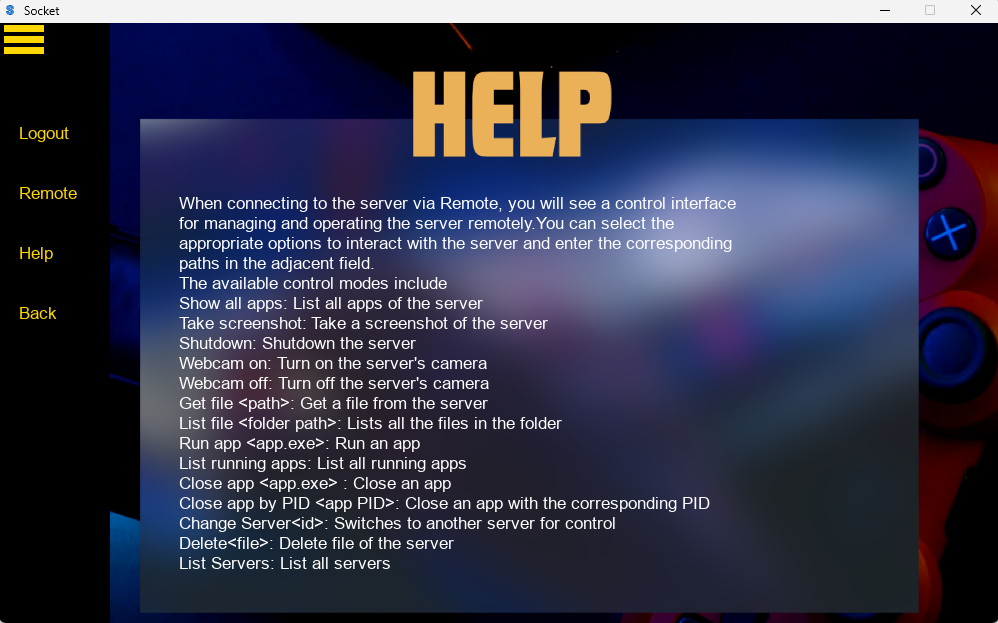 Socket
HELP
Logout
Remote
Help
Back
When connecting to the server via Remote, you will see a control interface
for managing and operating the server remotely.You can select the
appropriate options to interact with the server and enter the corresponding
paths in the adjacent field.
The available control modes include
Show all apps: List all apps of the server
Take screenshot: Take a screenshot of the server
Shutdown: Shutdown the server
Webcam on: Turn on the server's camera
Webcam off: Turn off the server's camera
Get file <path>: Get a file from the server
List file <folder path>: Lists all the files in the folder
Run app <app.exe>: Run an app
List running apps: List all running apps
Close app <app.exe> : Close an app
Close app by PID <app PID>: Close an app with the corresponding PID
Change Server<id>: Switches to another server for control
Delete<file>: Delete file of the server
List Servers: List all servers